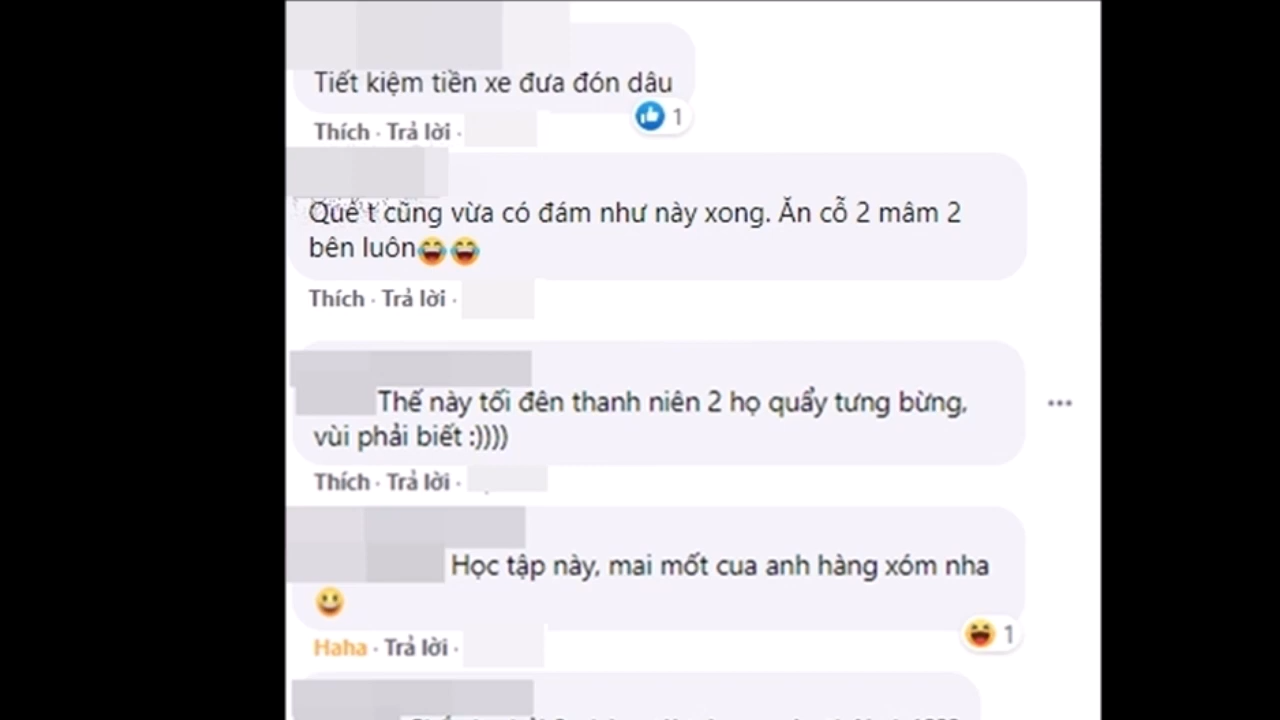 Tiết kiệm tiền xe đưa đón dâu
1
Thích · Trả lời ·
Quê t cũng vừa có đám như này xong. Ăn cỗ 2 mâm 2
bên luôn😂😂
Thích · Trả lời ·
Thế này tối đên thanh niên 2 họ quẩy tưng bừng,
vùi phải biết :))))
Thích · Trả lời ·
Học tập này, mai mốt cua anh hàng xóm nha
😀
1
Haha · Trả lời ·